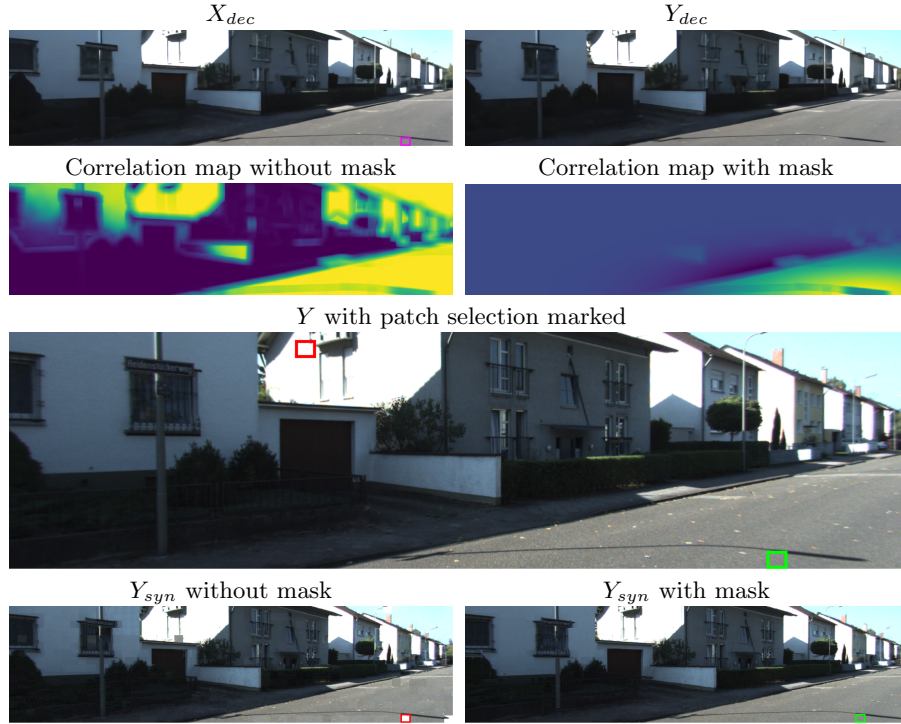 X_dec
Y_dec
Correlation map without mask
Correlation map with mask
Y with patch selection marked
Y_syn without mask
Y_syn with mask